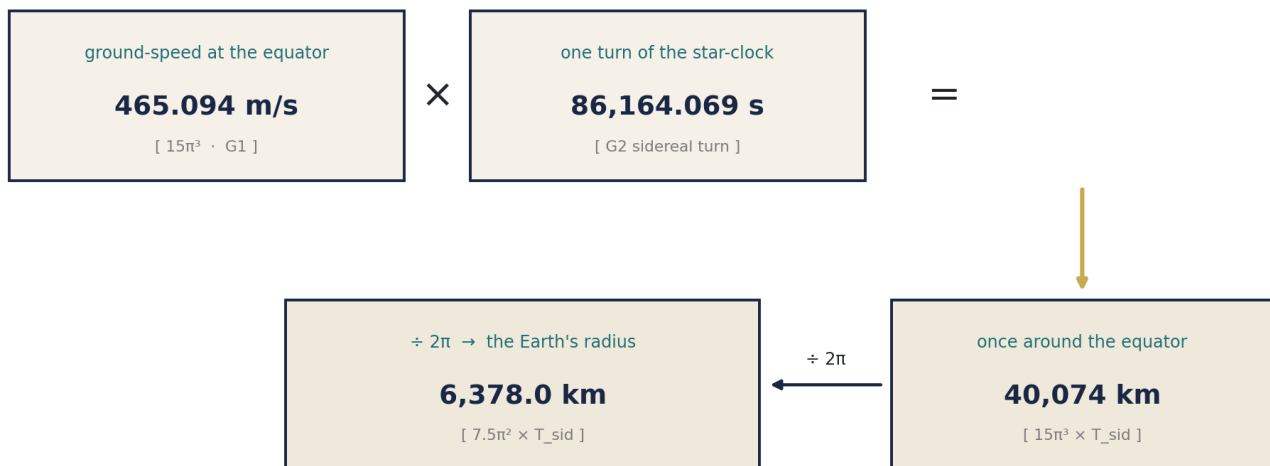 ground-speed at the equator
465.094 m/s
[ 15π³ · G1 ]
×
one turn of the star-clock
86,164.069 s
[ G2 sidereal turn ]
=
÷ 2π → the Earth's radius
6,378.0 km
[ 7.5π² × T_sid ]
÷ 2π
once around the equator
40,074 km
[ 15π³ × T_sid ]